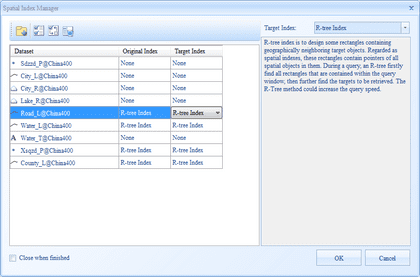 Spatial Index Manager
Target Index: R-tree Index
Dataset Original Index Target Index
Sdzzd_P@China400 None None
City_L@China400 None None
City_R@China400 None None
Lake_R@China400 None None
Road_L@China400 R-tree Index R-tree Index
Water_L@China400 R-tree Index R-tree Index
Water_T@China400 None None
Xsqzd_P@China400 R-tree Index R-tree Index
County_L@China400 R-tree Index R-tree Index
R-tree index is to design some rectangles containing
geographically neighboring target objects. Regarded as
spatial indexes, these rectangles contain pointers of all
spatial objects in them. During a query, an R-tree firstly
find all rectangles that are contained within the query
window, then further find the targets to be retrieved. The
R-Tree method could increase the query speed.
Close when finished
OK
Cancel